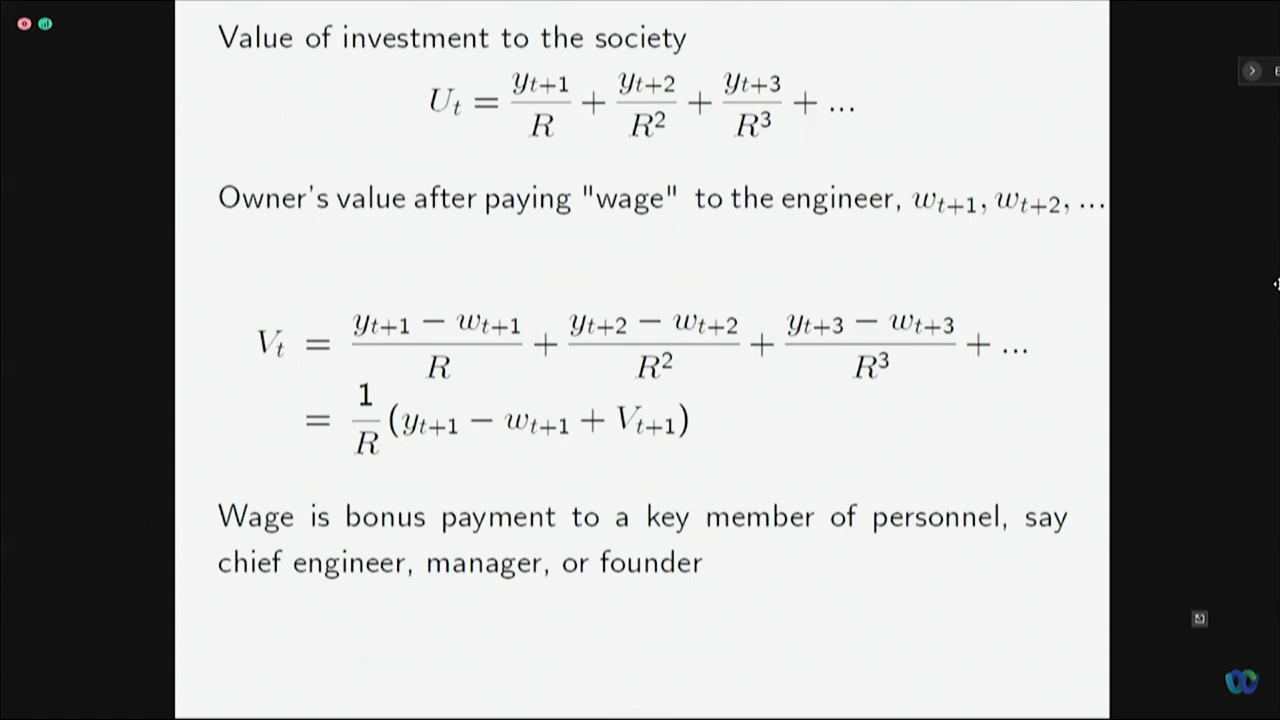 Value of investment to the society
U_t = y_{t+1}/R + y_{t+2}/R^2 + y_{t+3}/R^3 + ...
Owner's value after paying "wage" to the engineer, w_{t+1}, w_{t+2}, ...
V_t = (y_{t+1} − w_{t+1})/R + (y_{t+2} − w_{t+2})/R^2 + (y_{t+3} − w_{t+3})/R^3 + ...
= 1/R (y_{t+1} − w_{t+1} + V_{t+1})
Wage is bonus payment to a key member of personnel, say
chief engineer, manager, or founder